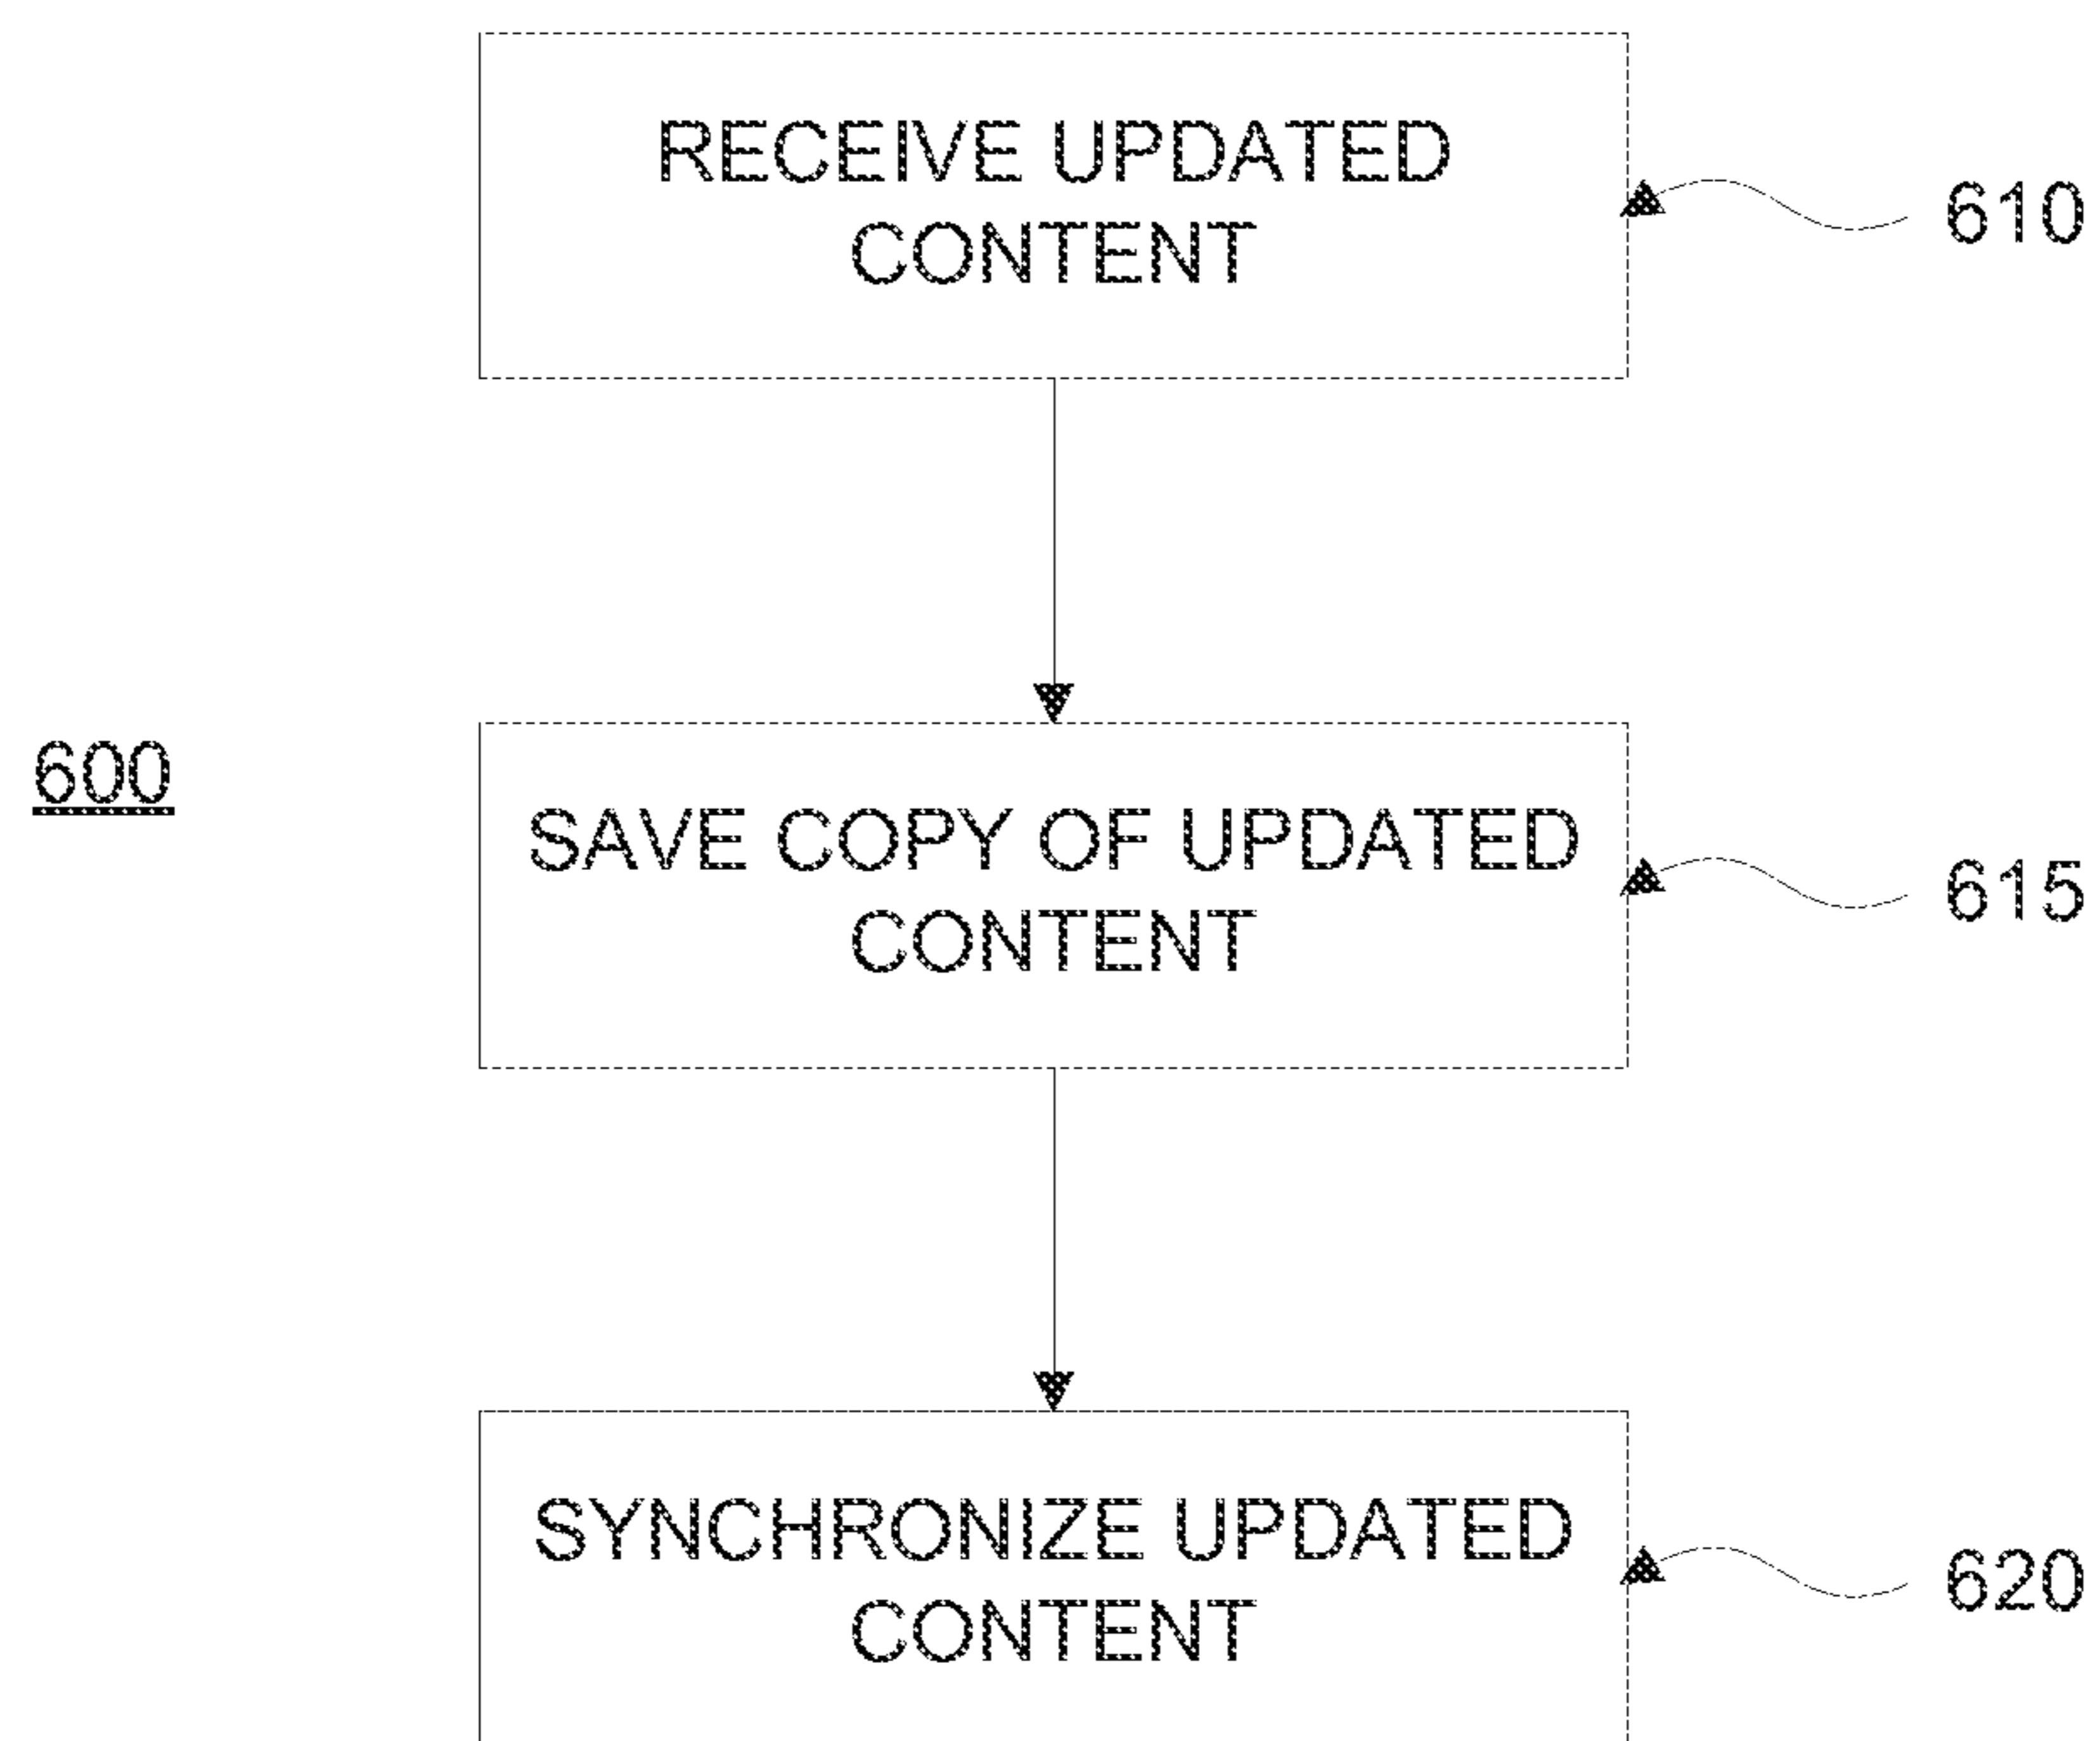 RECEIVE UPDATED
CONTENT
610
600
SAVE COPY OF UPDATED
CONTENT
615
SYNCHRONIZE UPDATED
CONTENT
620